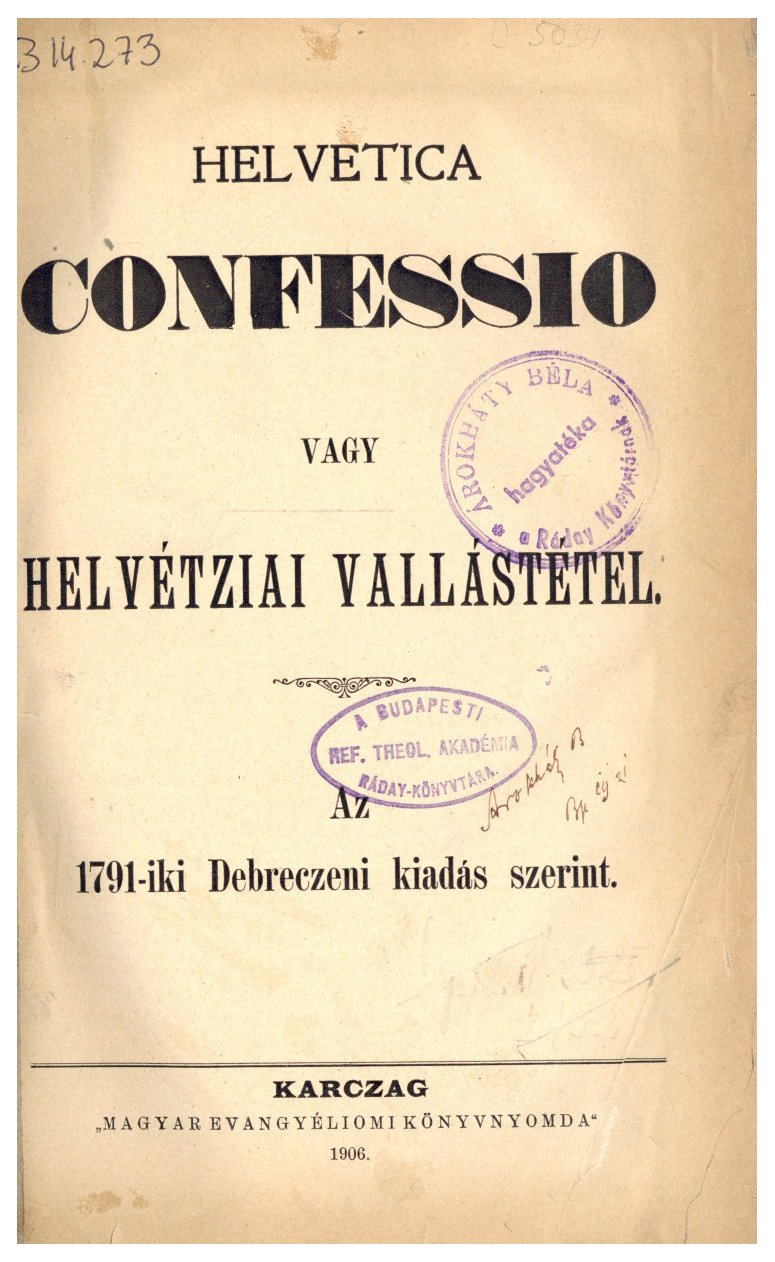 314.273
HELVETICA
CONFESSIO
ÁROKHÁTY BÉLA
hagyatéka
a Ráday Könyvtárnak
VAGY
HELVÉTZIAI VALLÁSTÉTEL.
A BUDAPESTI
REF. THEOL. AKADÉMIA
RÁDAY-KÖNYVTÁRA.
Az
1791-iki Debreczeni kiadás szerint.
KARCZAG
„MAGYAR EVANGYÉLIOMI KÖNYVNYOMDA“
1906.